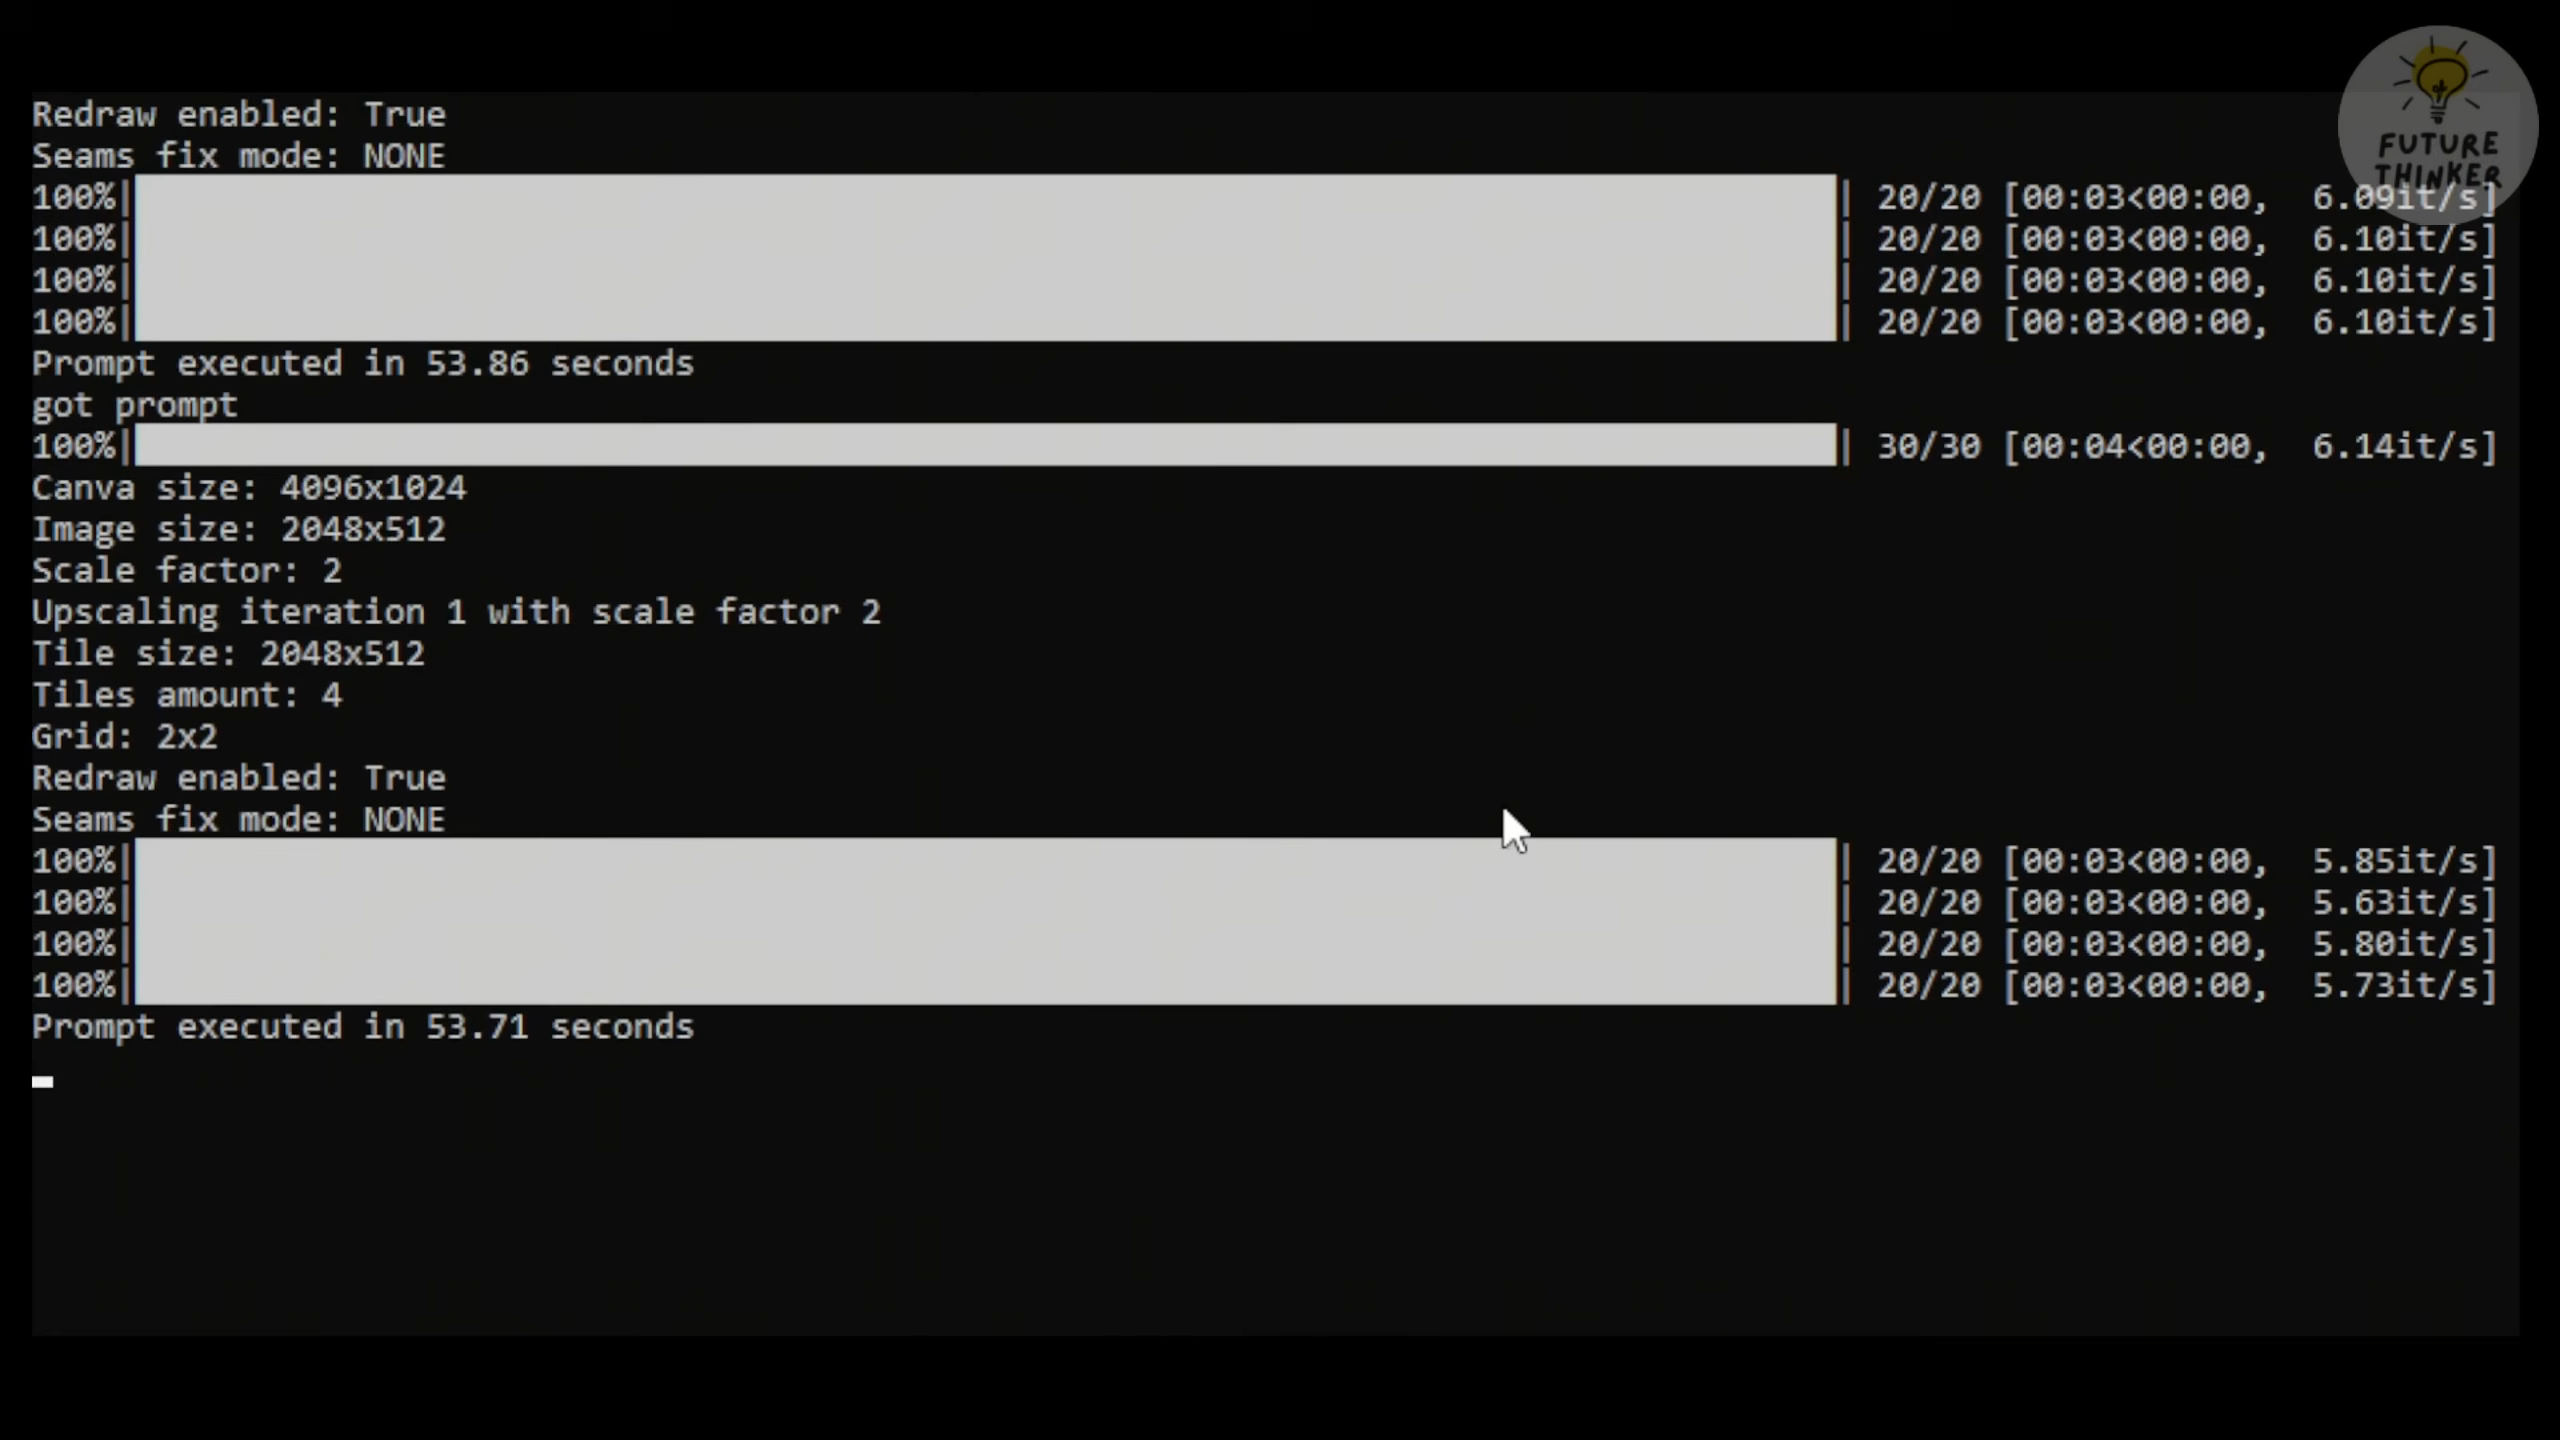 Redraw enabled: True
Seams fix mode: NONE
100%| | 20/20 [00:03<00:00, 6.09it/s]
100%| | 20/20 [00:03<00:00, 6.10it/s]
100%| | 20/20 [00:03<00:00, 6.10it/s]
100%| | 20/20 [00:03<00:00, 6.10it/s]
Prompt executed in 53.86 seconds
got prompt
100%| | 30/30 [00:04<00:00, 6.14it/s]
Canva size: 4096x1024
Image size: 2048x512
Scale factor: 2
Upscaling iteration 1 with scale factor 2
Tile size: 2048x512
Tiles amount: 4
Grid: 2x2
Redraw enabled: True
Seams fix mode: NONE
100%| | 20/20 [00:03<00:00, 5.85it/s]
100%| | 20/20 [00:03<00:00, 5.63it/s]
100%| | 20/20 [00:03<00:00, 5.80it/s]
100%| | 20/20 [00:03<00:00, 5.73it/s]
Prompt executed in 53.71 seconds
FUTURE
THINKER